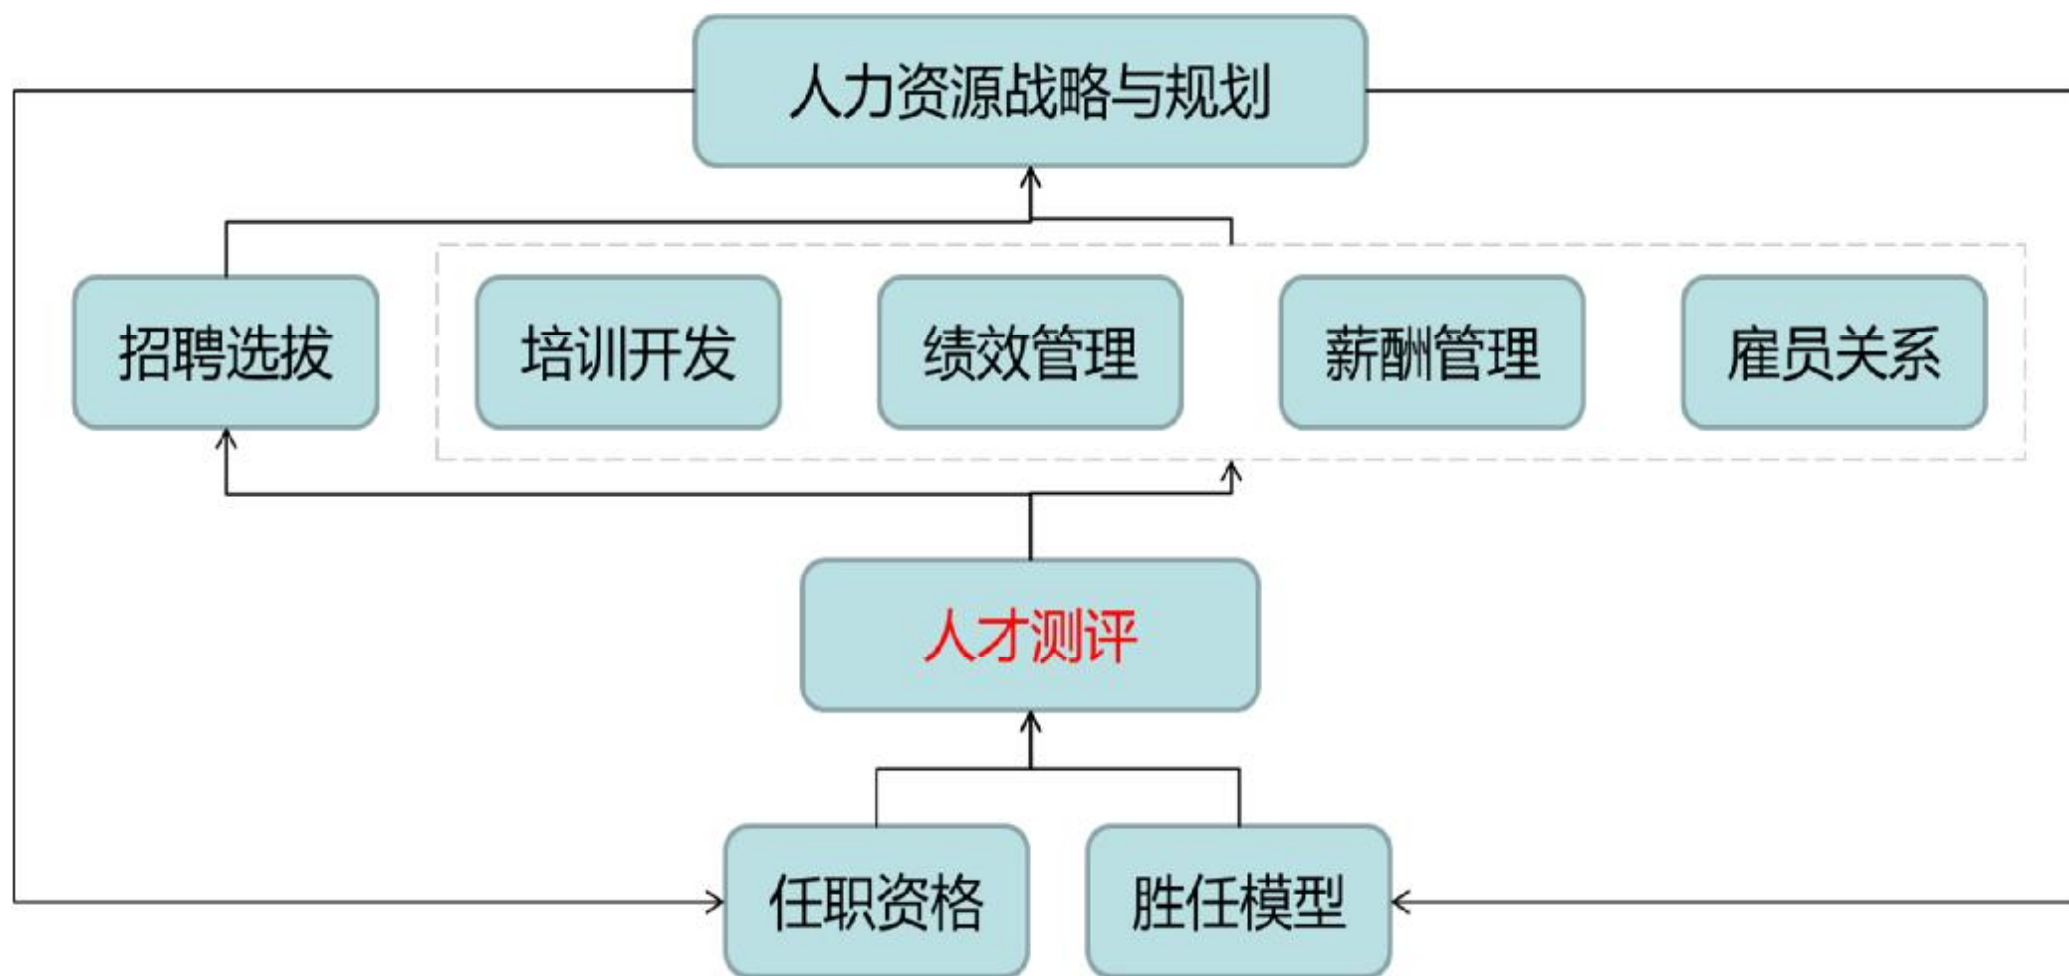 人力资源战略与规划
招聘选拔
培训开发
绩效管理
薪酬管理
雇员关系
人才测评
任职资格
胜任模型